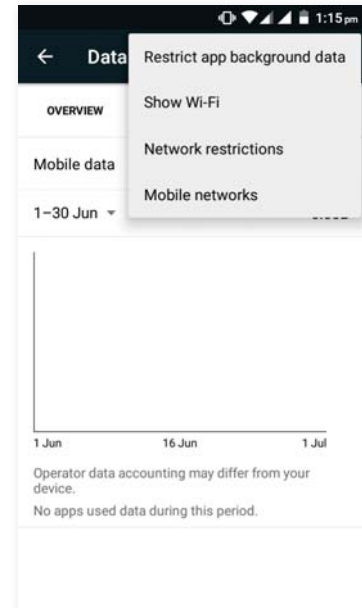 1:15 pm
Data
Restrict app background data
Show Wi-Fi
Network restrictions
Mobile networks
OVERVIEW
Mobile data
1–30 Jun
1 Jun 16 Jun 1 Jul
Operator data accounting may differ from your
device.
No apps used data during this period.